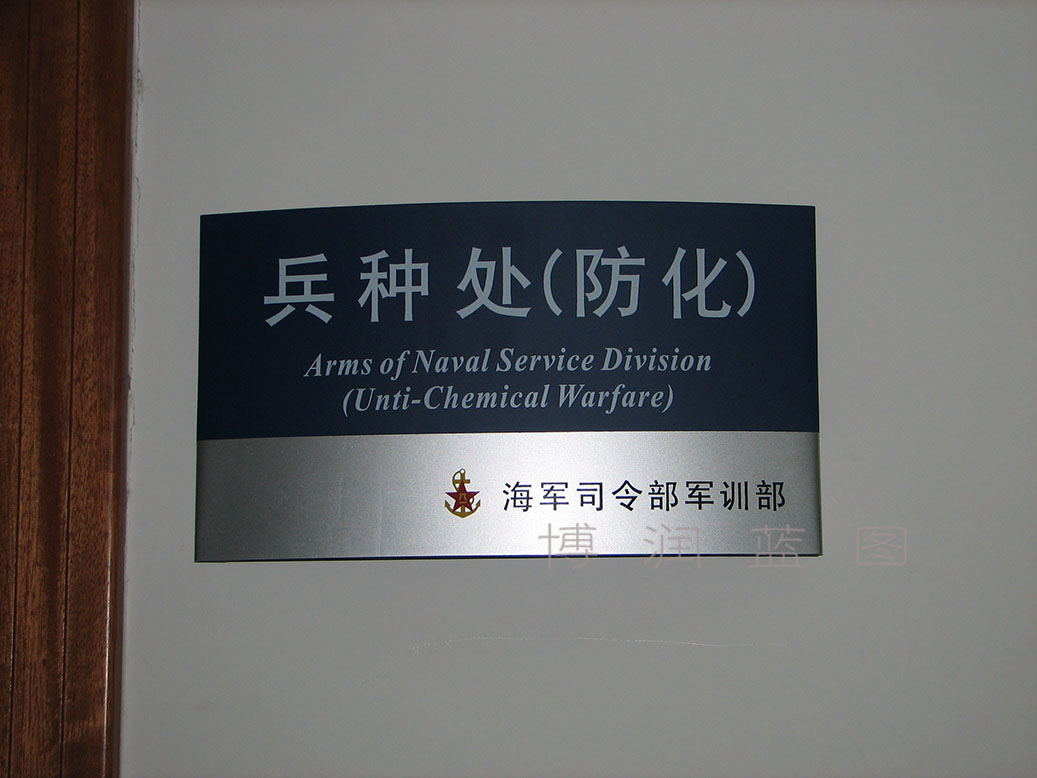 兵种处(防化)
Arms of Naval Service Division
(Unti-Chemical Warfare)
海军司令部军训部
博润蓝图